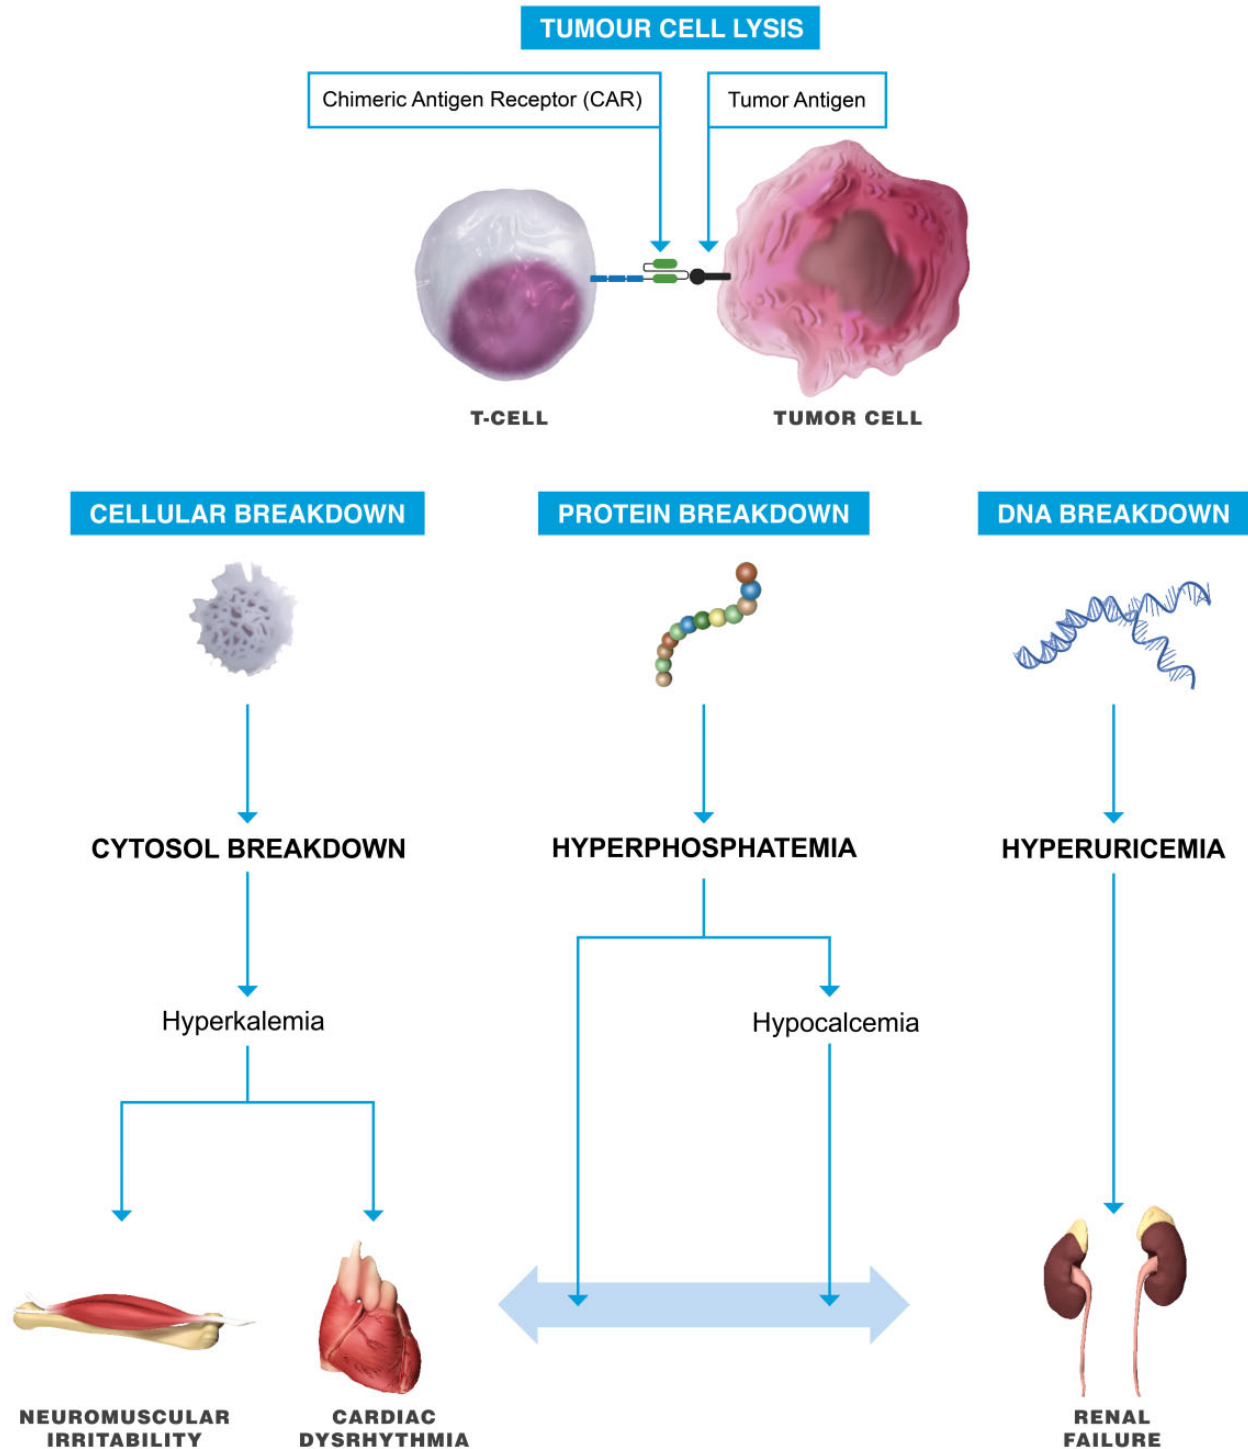 TUMOUR CELL LYSIS
Chimeric Antigen Receptor (CAR)
Tumor Antigen
T-CELL
TUMOR CELL
CELLULAR BREAKDOWN
PROTEIN BREAKDOWN
DNA BREAKDOWN
CYTOSOL BREAKDOWN
HYPERPHOSPHATEMIA
HYPERURICEMIA
Hyperkalemia
Hypocalcemia
NEUROMUSCULAR
IRRITABILITY
CARDIAC
DYSRHYTHMIA
RENAL
FAILURE